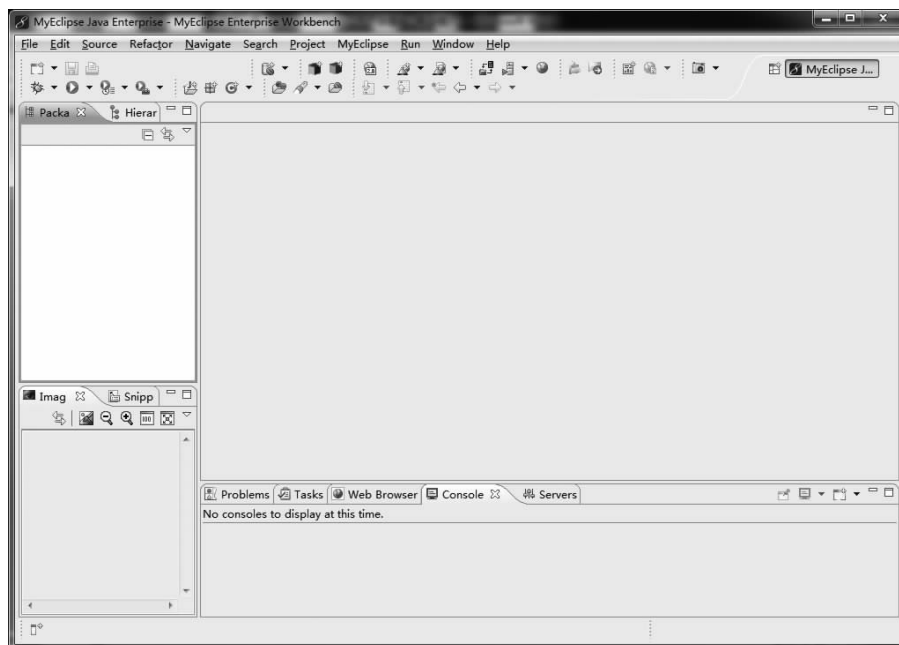 MyEclipse Java Enterprise - MyEclipse Enterprise Workbench
File Edit Source Refactor Navigate Search Project MyEclipse Run Window Help
MyEclipse J...
Packa Hierar
Imag Snipp
Problems Tasks Web Browser Console Servers
No consoles to display at this time.